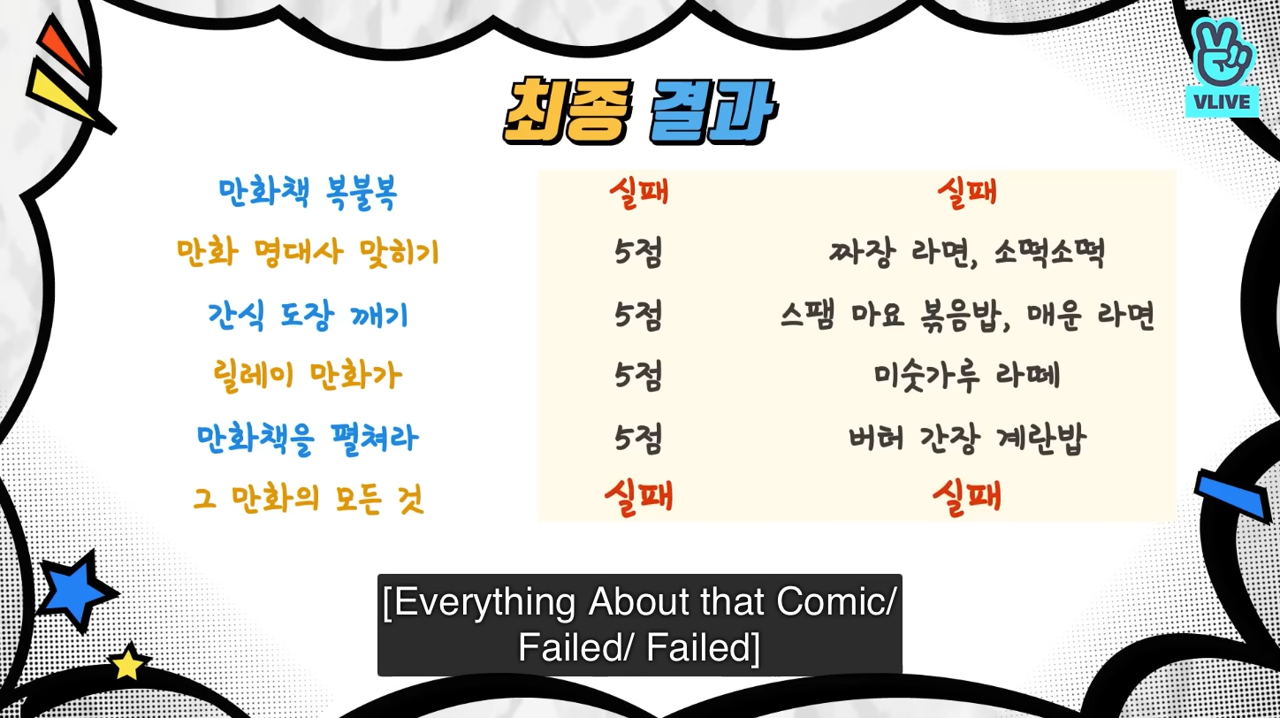 VLIVE
최종 결과
만화책 복불복 실패 실패
만화 명대사 맞히기 5점 짜장 라면, 소떡소떡
간식 도장 깨기 5점 스팸 마요 볶음밥, 매운 라면
릴레이 만화가 5점 미숫가루 라떼
만화책을 펼쳐라 5점 버터 간장 계란밥
그 만화의 모든 것 실패 실패
[Everything About that Comic/
Failed/ Failed]